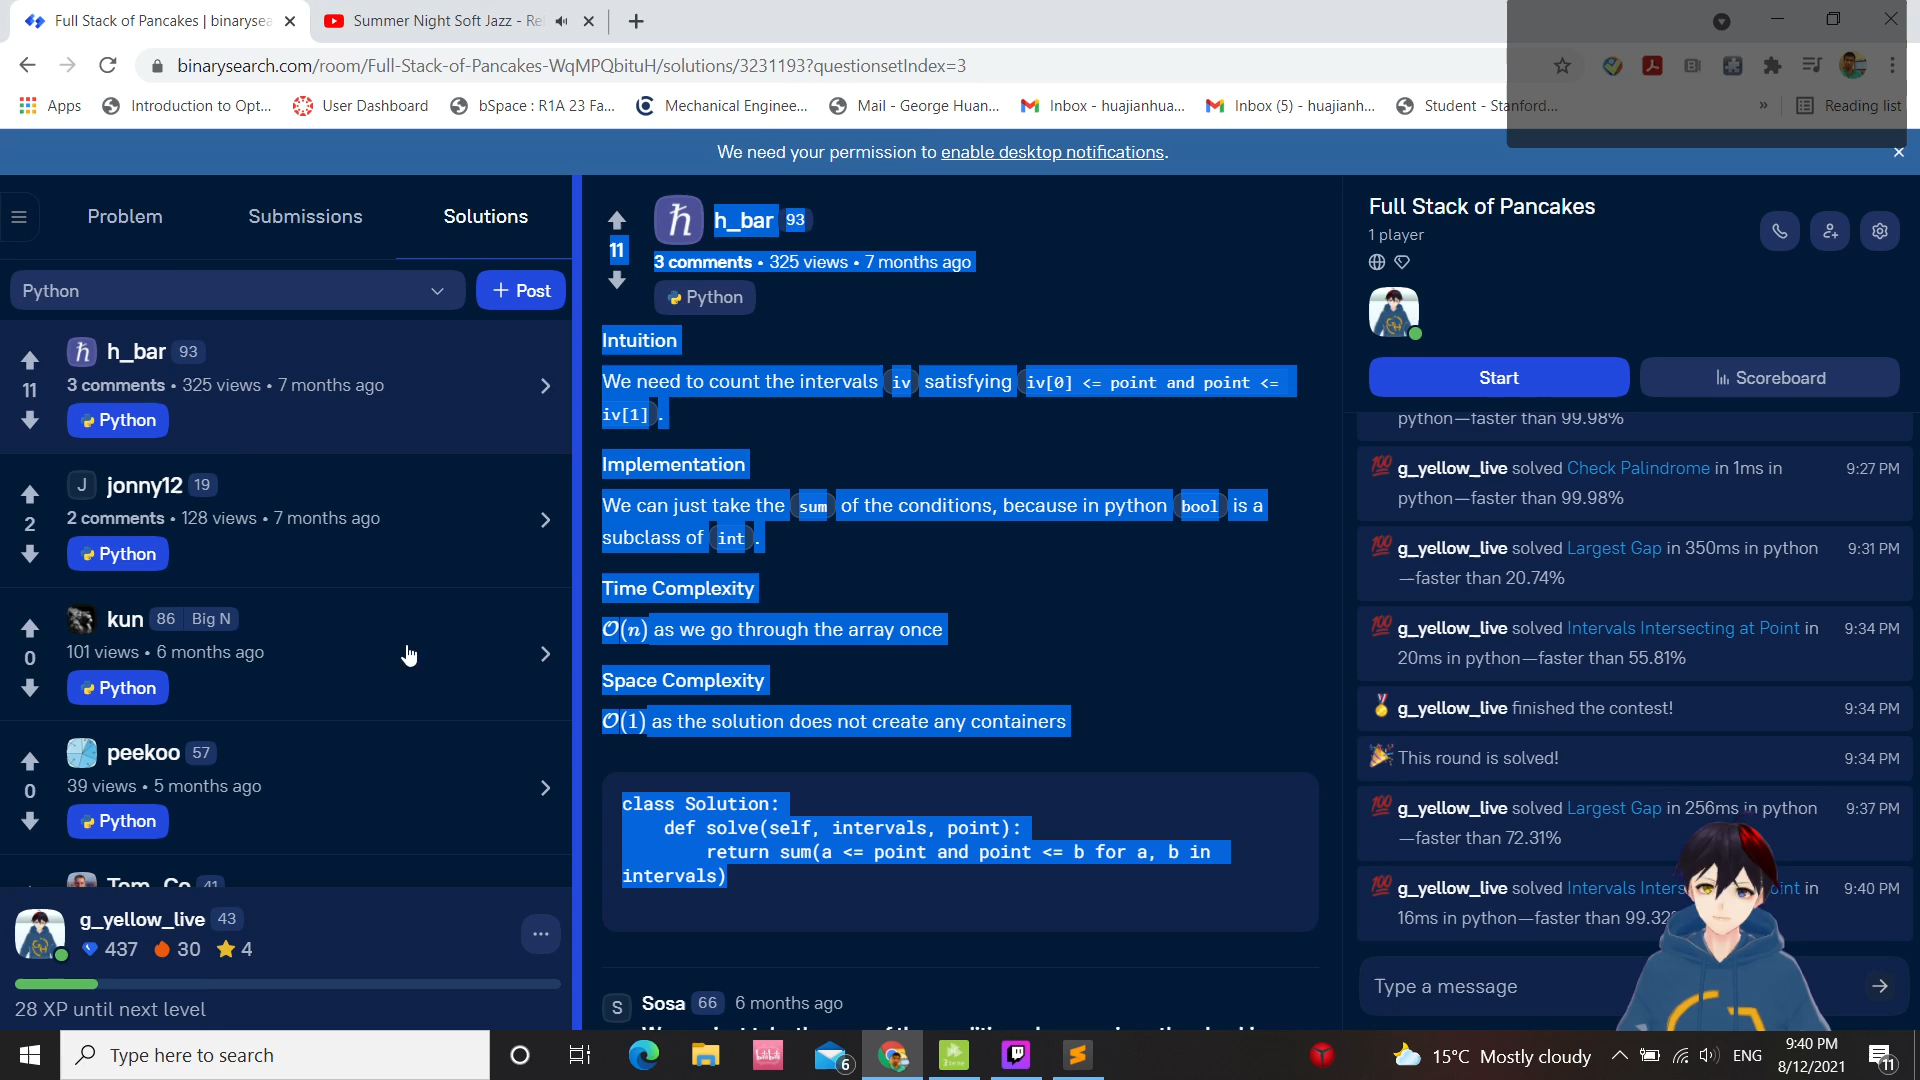 Full Stack of Pancakes | binarysea
Summer Night Soft Jazz - Re
binarysearch.com/room/Full-Stack-of-Pancakes-WqMPQbituH/solutions/3231193?questionsetIndex=3
Apps
Introduction to Opt...
User Dashboard
bSpace : R1A 23 Fa...
Mechanical Enginee...
Mail - George Huan...
Inbox - huajianhua...
Inbox (5) - huajianh...
Student - Stanford...
»
Reading list
We need your permission to enable desktop notifications.
Problem
Submissions
Solutions
Python
+ Post
h_bar 93
11
3 comments • 325 views • 7 months ago
Python
J
jonny12 19
2
2 comments • 128 views • 7 months ago
Python
kun 86 Big N
0
101 views • 6 months ago
Python
peekoo 57
0
39 views • 5 months ago
Python
Tom_Co 41
g_yellow_live 43
437 30 4
28 XP until next level
ħ h_bar 93
11
3 comments • 325 views • 7 months ago
Python
Intuition
We need to count the intervals iv satisfying iv[0] <= point and point <=
iv[1] .
Implementation
We can just take the sum of the conditions, because in python bool is a
subclass of int .
Time Complexity
O(n) as we go through the array once
Space Complexity
O(1) as the solution does not create any containers
class Solution:
def solve(self, intervals, point):
return sum(a <= point and point <= b for a, b in
intervals)
S
Sosa 66 6 months ago
Full Stack of Pancakes
1 player
Start
Scoreboard
python—faster than 99.98%
g_yellow_live solved Check Palindrome in 1ms in 9:27 PM
python—faster than 99.98%
g_yellow_live solved Largest Gap in 350ms in python 9:31 PM
—faster than 20.74%
g_yellow_live solved Intervals Intersecting at Point in 9:34 PM
20ms in python—faster than 55.81%
g_yellow_live finished the contest! 9:34 PM
This round is solved! 9:34 PM
g_yellow_live solved Largest Gap in 256ms in python 9:37 PM
—faster than 72.31%
g_yellow_live solved Intervals Inters int in 9:40 PM
16ms in python—faster than 99.32
Type a message
Type here to search
6
15°C Mostly cloudy
ENG
9:40 PM
8/12/2021
11